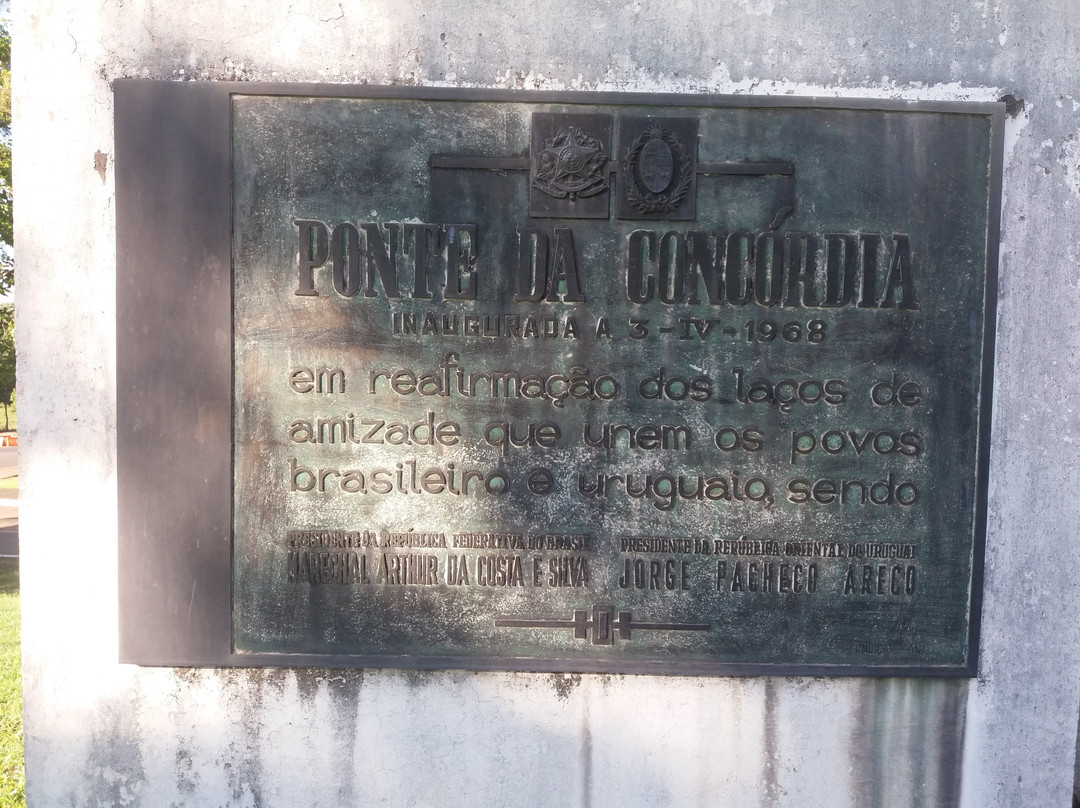 PONTE DA CONCÓRDIA
INAUGURADA A 3-IV-1968
em reafirmação dos laços de
amizade que unem os povos
brasileiro e uruguaio, sendo
PRESIDENTE DA REPÚBLICA FEDERATIVA DO BRASIL
MARECHAL ARTHUR DA COSTA E SILVA
PRESIDENTE DA REPÚBEIRA ORIENTAL DO URUGUAI
JORGE PACHECO ARECO